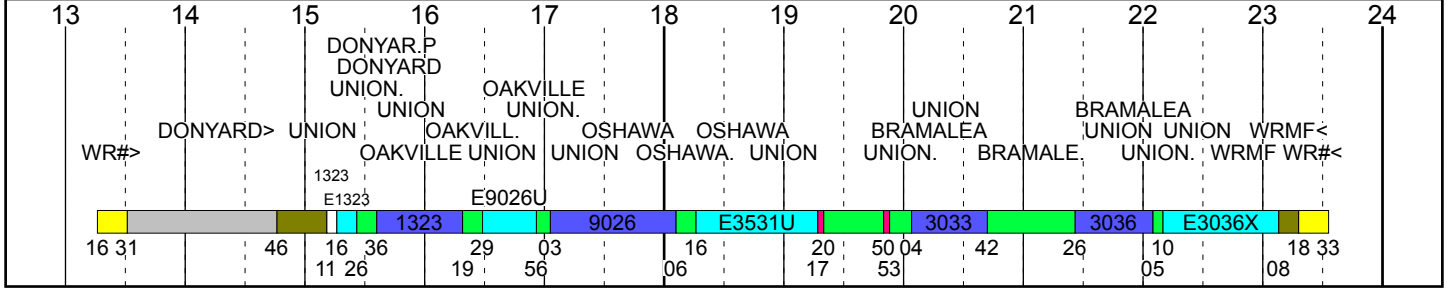 13 14 15 16 17 18 19 20 21 22 23 24
DONYAR.P
DONYARD
UNION. OAKVILLE
UNION UNION. UNION BRAMALEA
DONYARD> UNION OAKVILL. OSHAWA OSHAWA BRAMALEA UNION UNION WRMF<
WR#> OAKVILLE UNION UNION OSHAWA. UNION UNION. BRAMALE. UNION. WRMF WR#<
1323
E1323 E9026U
1323 9026 E3531U 3033 3036 E3036X
16 31 46 16 36 29 03 16 20 50 04 42 26 10 18 33
11 26 19 56 06 17 53 05 08